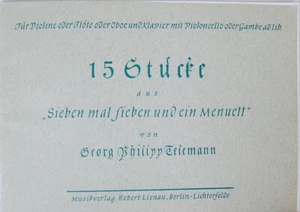 Für Violine oder Flöte oder Oboe und Klavier mit Violoncello oder Gambe ad lib
15 Stücke
aus
„Sieben mal sieben und ein Menuett"
von
Georg Philipp Telemann
Musikverlag Robert Lienau, Berlin-Lichterfelde